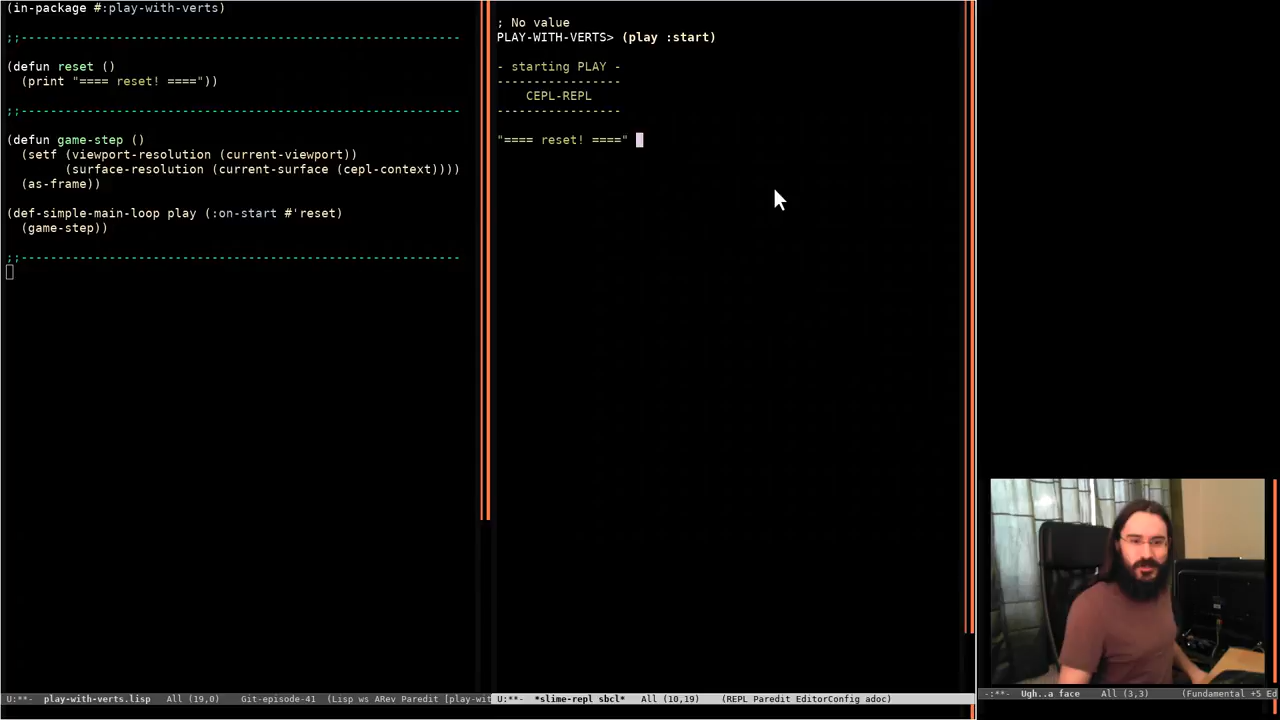 (in-package #:play-with-verts)
;;------------------------------------------------------------
(defun reset ()
(print "==== reset! ===="))
;;------------------------------------------------------------
(defun game-step ()
(setf (viewport-resolution (current-viewport))
(surface-resolution (current-surface (cepl-context))))
(as-frame))
(def-simple-main-loop play (:on-start #'reset)
(game-step))
;;------------------------------------------------------------
U:**- play-with-verts.lisp All (19,0) Git-episode-41 (Lisp ws ARev Paredit [play-wit
; No value
PLAY-WITH-VERTS> (play :start)
- starting PLAY -
-----------------
CEPL-REPL
-----------------
"==== reset! ===="
U:**- *slime-repl sbcl* All (10,19) (REPL Paredit EditorConfig adoc)
-:**- Ugh..a face All (3,3) (Fundamental +5 Ed